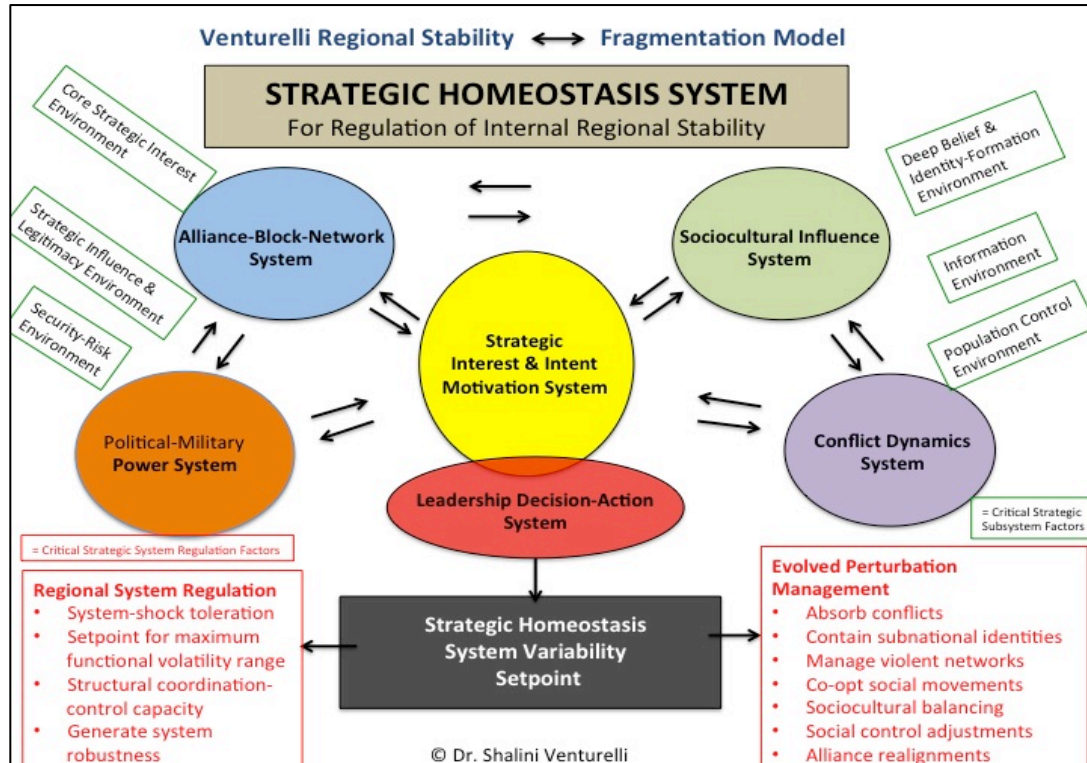 Venturelli Regional Stability ⟷ Fragmentation Model
STRATEGIC HOMEOSTASIS SYSTEM
For Regulation of Internal Regional Stability
Core Strategic Interest
Environment
Strategic Influence &
Legitimacy Environment
Security-Risk
Environment
Deep Belief &
Identity-Formation
Environment
Information
Environment
Population Control
Environment
Alliance-Block-Network
System
Sociocultural Influence
System
Strategic
Interest & Intent
Motivation System
Political-Military
Power System
Conflict Dynamics
System
Leadership Decision-Action
System
= Critical Strategic System Regulation Factors
= Critical Strategic
Subsystem Factors
Regional System Regulation
• System-shock toleration
• Setpoint for maximum
functional volatility range
• Structural coordination-
control capacity
• Generate system
robustness
Strategic Homeostasis
System Variability
Setpoint
Evolved Perturbation
Management
• Absorb conflicts
• Contain subnational identities
• Manage violent networks
• Co-opt social movements
• Sociocultural balancing
• Social control adjustments
• Alliance realignments
© Dr. Shalini Venturelli